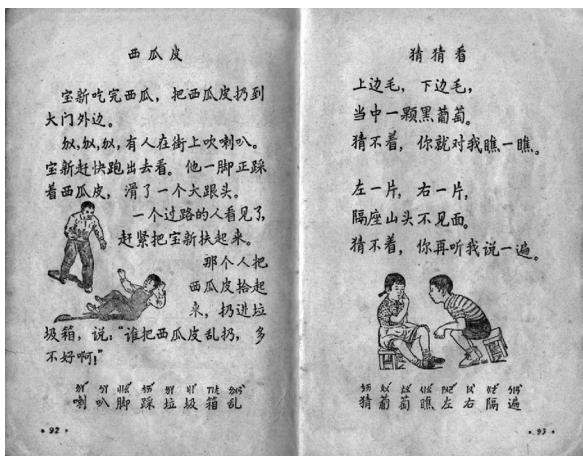 西瓜皮
宝新吃完西瓜，把西瓜皮扔到
大门外边。
有人在街上吹喇叭。
宝新赶快跑出去看。他一脚正踩
着西瓜皮，滑了一个大跟头。
一个过路的人看见了，
赶紧把宝新扶起来。
那个人把
西瓜皮拾起
来，扔进垃
圾箱，说：“谁把西瓜皮乱扔，多
不好啊！”
喇 叭 脚 踩 垃 圾 箱 乱
·92·
猜猜看
上边毛，下边毛，
当中一颗黑葡萄。
猜不着，你就对我瞧一瞧。
左一片，右一片，
隔座山头不见面。
猜不着，你再听我说一遍。
猜 葡 萄 瞧 左 右 隔 遍
·93·